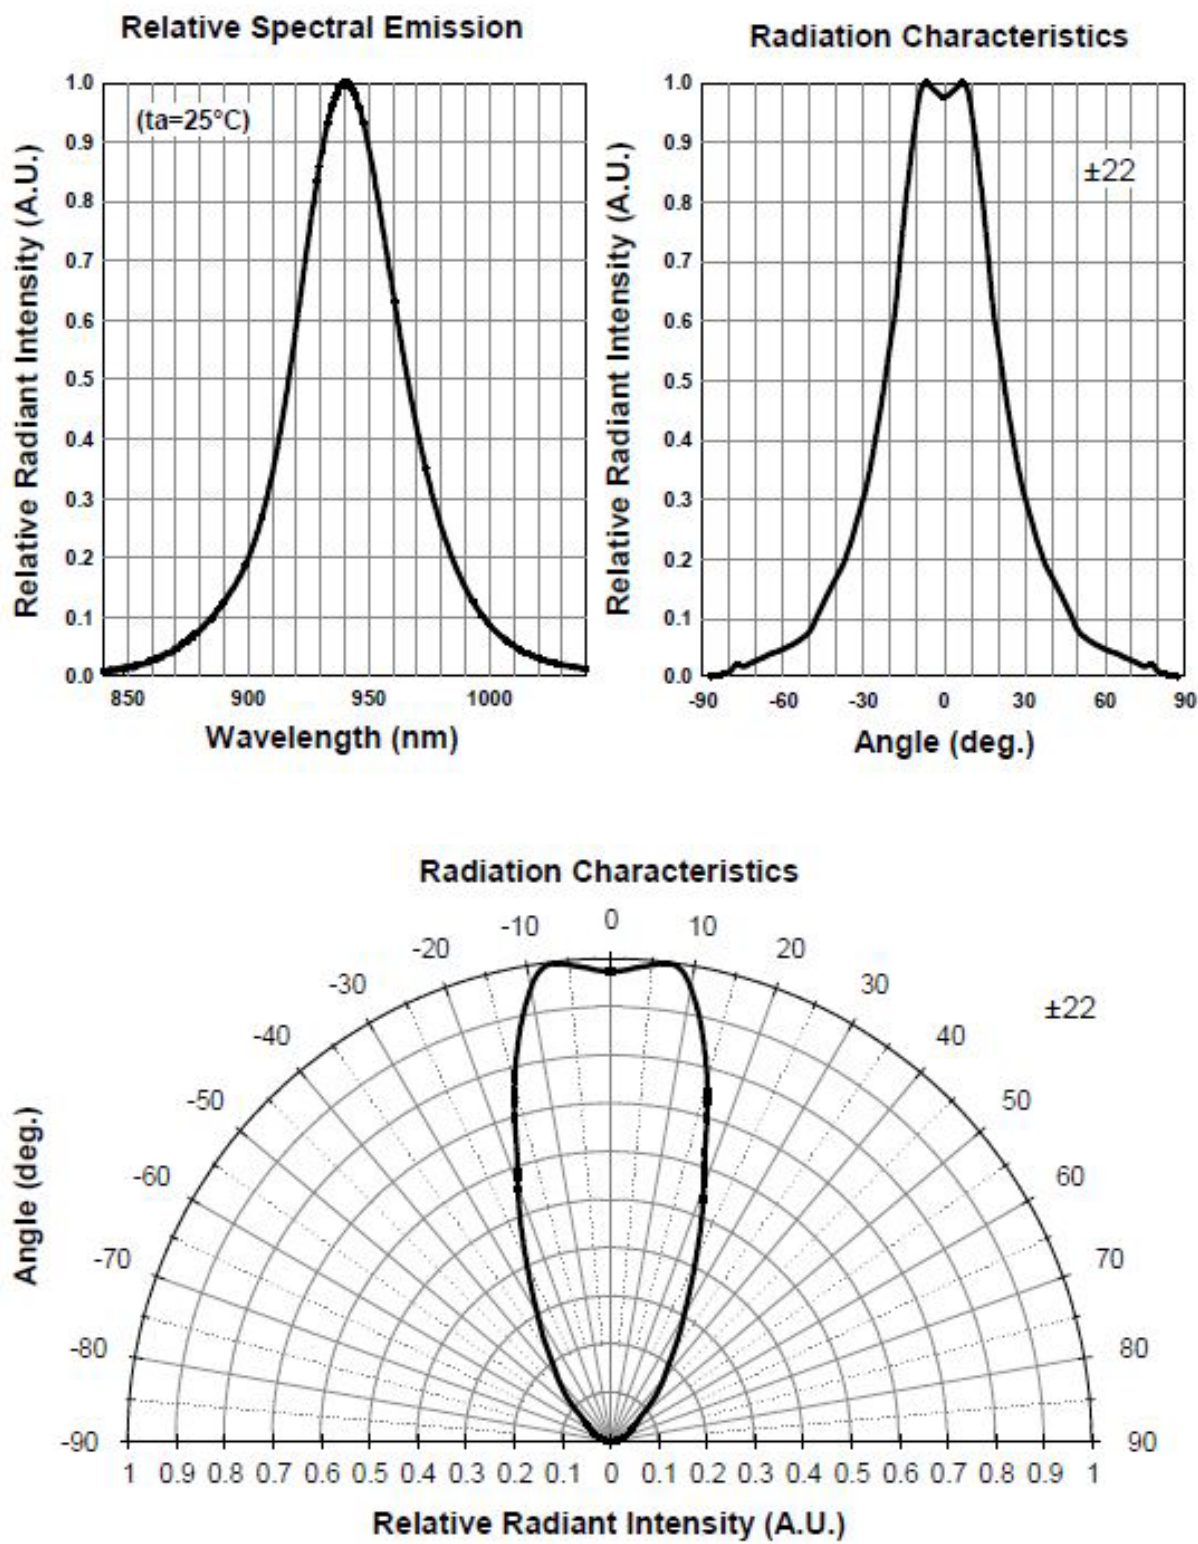 Relative Spectral Emission
Relative Radiant Intensity (A.U.)
1.0
0.9
0.8
0.7
0.6
0.5
0.4
0.3
0.2
0.1
0.0
(ta=25°C)
850 900 950 1000
Wavelength (nm)
Radiation Characteristics
Relative Radiant Intensity (A.U.)
1.0
0.9
0.8
0.7
0.6
0.5
0.4
0.3
0.2
0.1
0.0
±22
-90 -60 -30 0 30 60 90
Angle (deg.)
Radiation Characteristics
-10 0 10
-20 20
-30 30
±22
-40 40
-50 50
Angle (deg.)
-60 60
-70 70
-80 80
-90 90
1 0.9 0.8 0.7 0.6 0.5 0.4 0.3 0.2 0.1 0 0.1 0.2 0.3 0.4 0.5 0.6 0.7 0.8 0.9 1
Relative Radiant Intensity (A.U.)